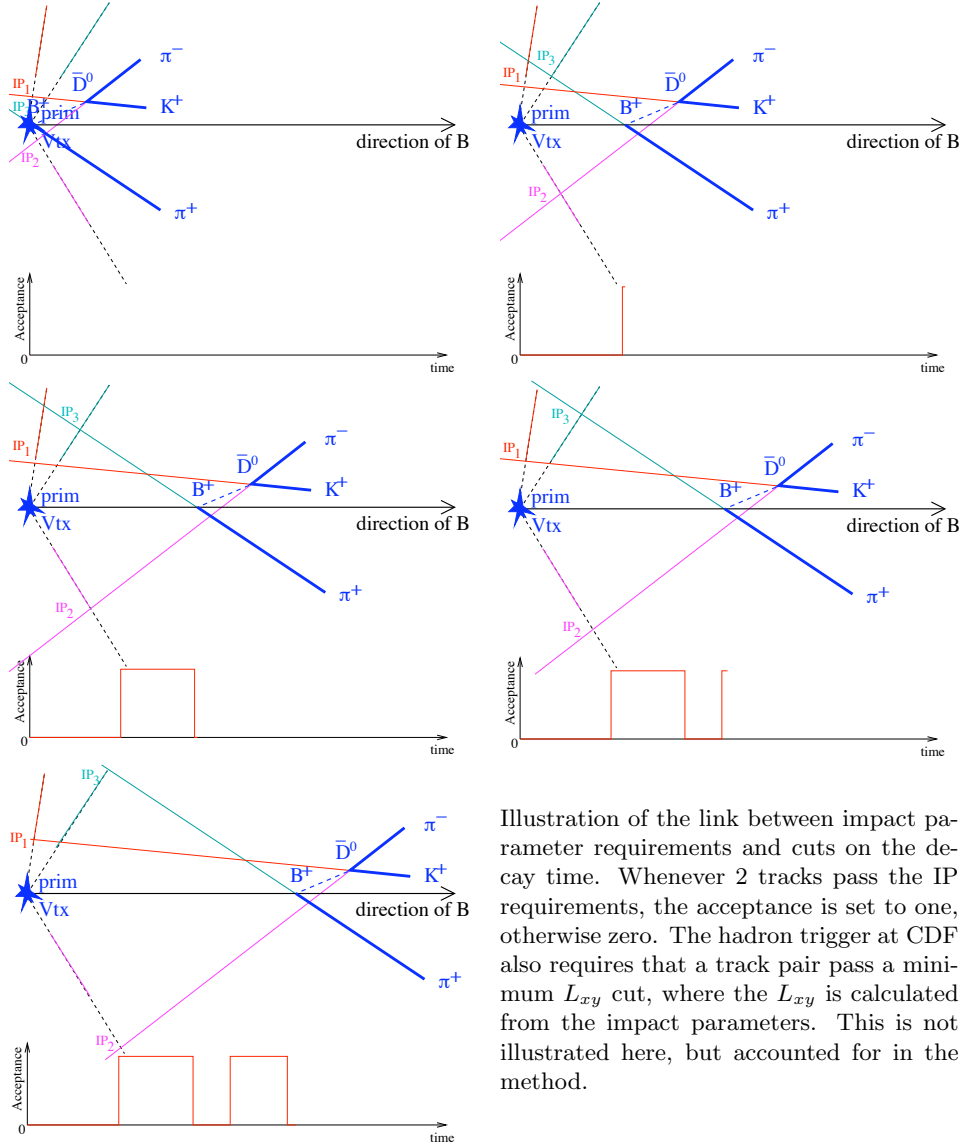 π−
D̅0
IP1
B+
K+
IP3
prim
Vtx
direction of B
IP2
π+
Acceptance
0
time
π−
IP3
D̅0
IP1
B+
K+
prim
Vtx
direction of B
IP2
π+
Acceptance
0
time
IP3
π−
IP1
D̅0
B+
K+
prim
Vtx
direction of B
π+
IP2
Acceptance
0
time
IP3
π−
IP1
D̅0
B+
K+
prim
Vtx
direction of B
π+
IP2
Acceptance
0
time
IP3
π−
IP1
D̅0
B+
K+
prim
Vtx
direction of B
π+
IP2
Acceptance
0
time
Illustration of the link between impact pa-
rameter requirements and cuts on the de-
cay time. Whenever 2 tracks pass the IP
requirements, the acceptance is set to one,
otherwise zero. The hadron trigger at CDF
also requires that a track pair pass a mini-
mum Lxy cut, where the Lxy is calculated
from the impact parameters. This is not
illustrated here, but accounted for in the
method.